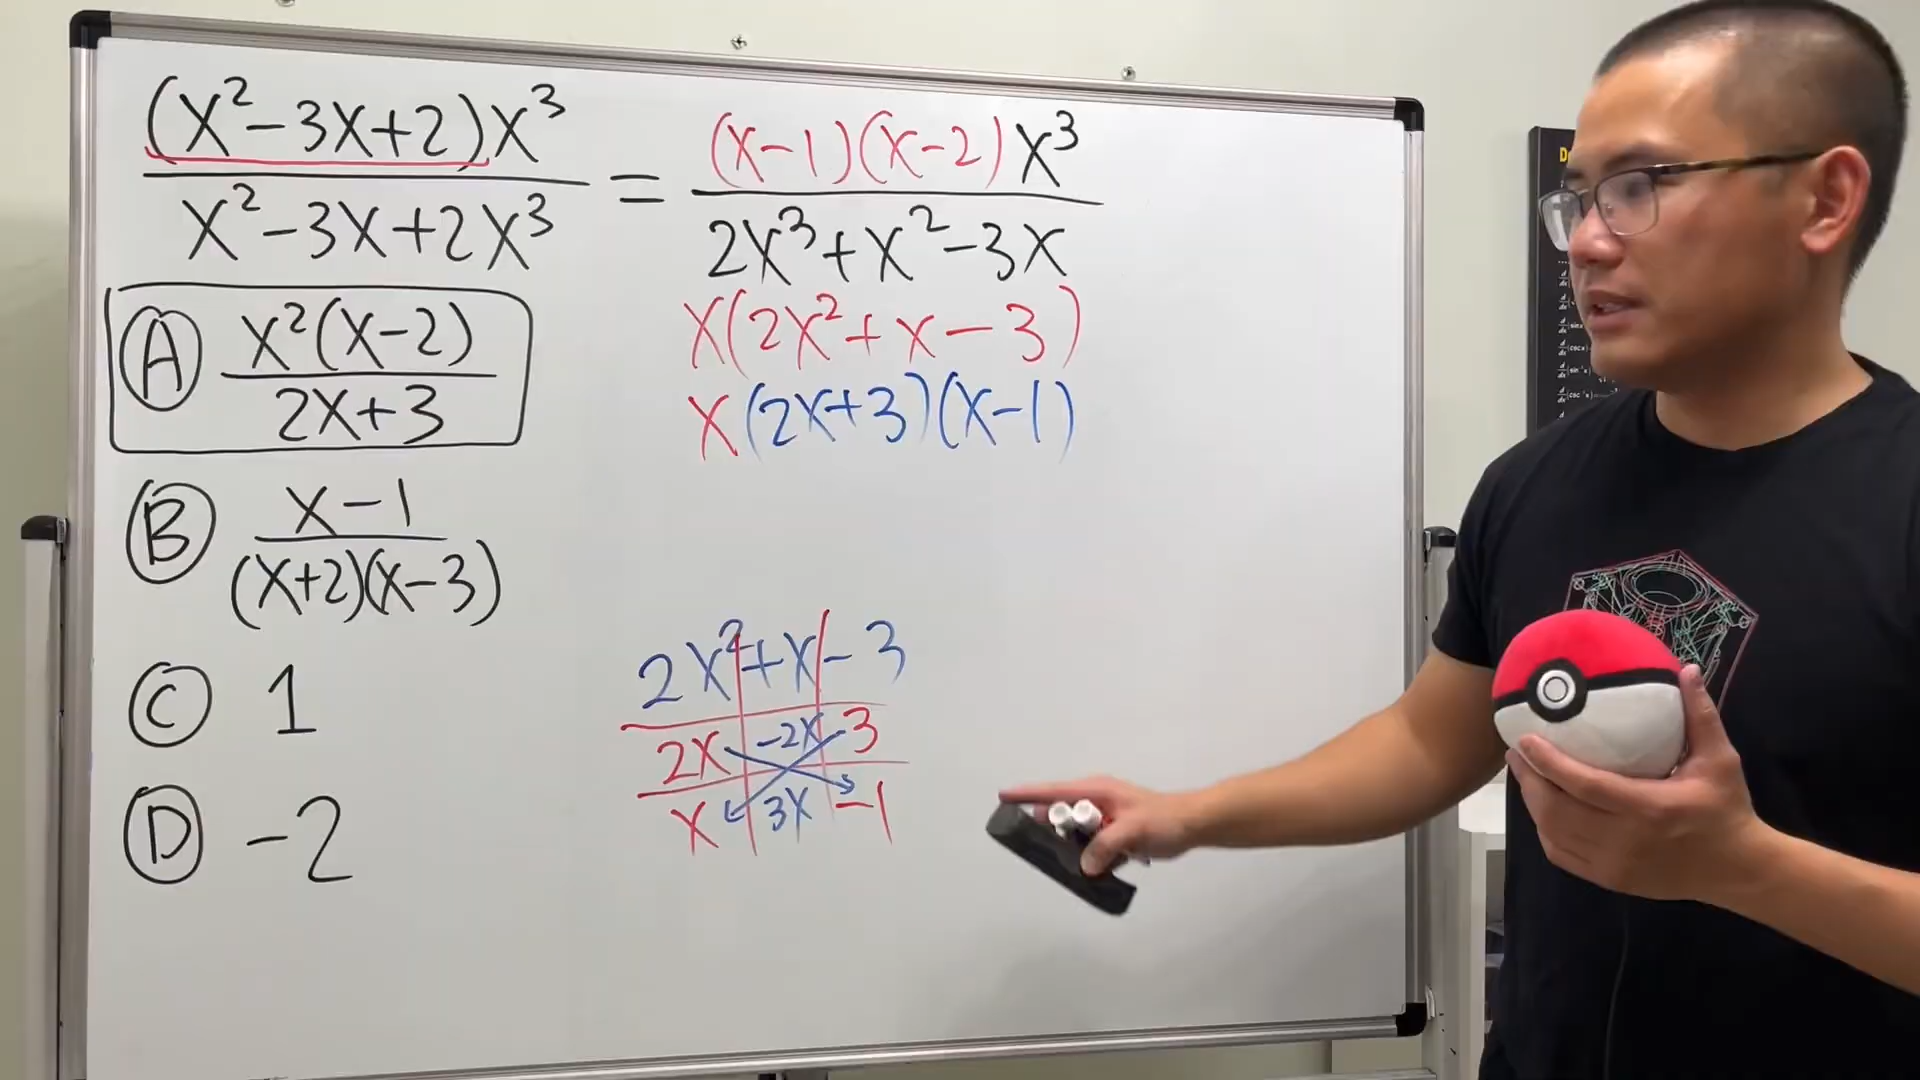 (x²-3x+2)x³ / x²-3x+2x³ = (x-1)(x-2)x³ / 2x³+x²-3x
x(2x²+x-3)
x(2x+3)(x-1)
Ⓐ x²(x-2) / 2x+3
Ⓑ x-1 / (x+2)(x-3)
Ⓒ 1
Ⓓ -2
2x²+x-3
2x -2x 3
x 3x -1